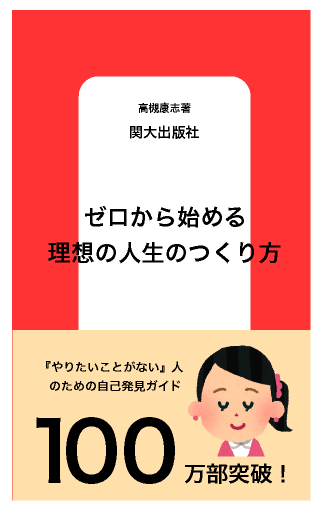 高槻康志著
関大出版社
ゼロから始める
理想の人生のつくり方
『やりたいことがない』人
のための自己発見ガイド
100
万部突破！